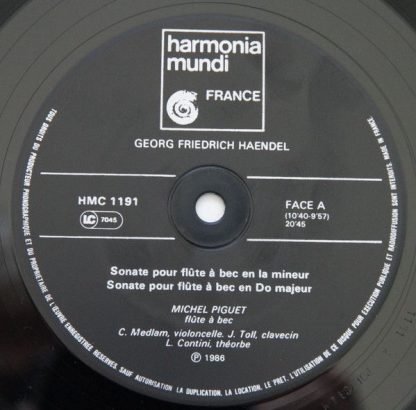 harmonia
mundi
FRANCE
GEORG FRIEDRICH HAENDEL
HMC 1191
LC 7045
FACE A
(10'40-9'57)
20'45
Sonate pour flûte à bec en la mineur
Sonate pour flûte à bec en Do majeur
MICHEL PIGUET
flûte à bec
C. Medlam, violoncelle. J. Toll, clavecin
L. Contini, théorbe
℗ 1986
TOUS DROITS DU PRODUCTEUR PHONOGRAPHIQUE ET DU PROPRIETAIRE DE L'ŒUVRE ENREGISTREE RESERVES SAUF AUTORISATION LA DUPLICATION, LA LOCATION, LE PRET, L'UTILISATION DE CE DISQUE POUR EXECUTION PUBLIQUE ET RADIODIFFUSION SONT INTERDITS. MADE IN FRANCE.